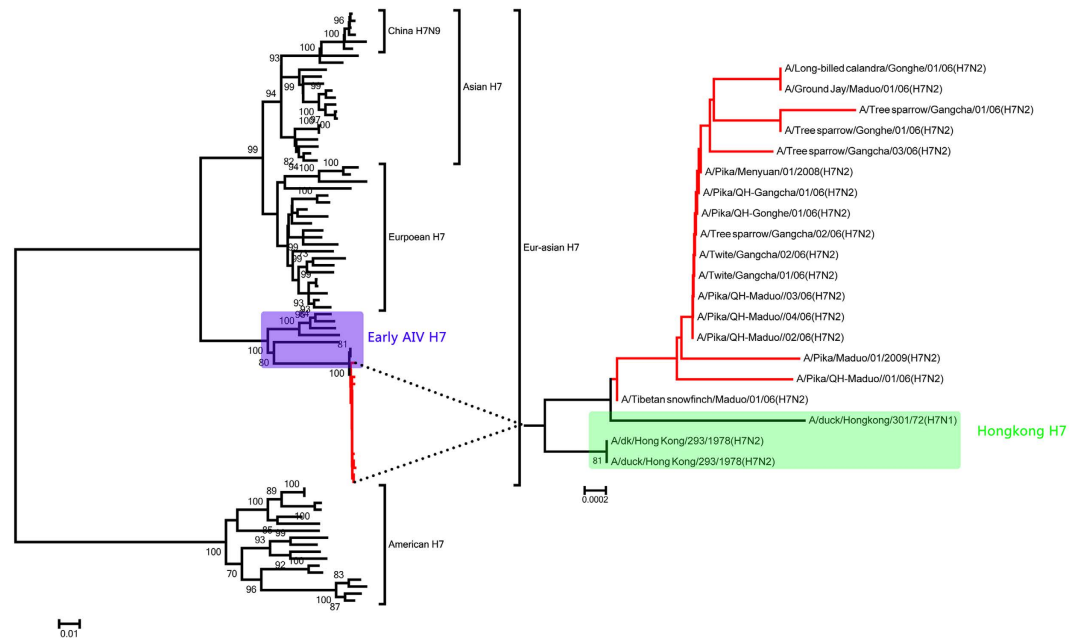 China H7N9
Asian H7
Eurpoean H7
Eur-asian H7
Early AIV H7
American H7
96
100
100
93
99
99
94
100
97
100
100
99
82
94
100
100
100
99
99
99
93
93
100
81
100
80
100
89
100
100
100
85
99
93
100
100
70
92
83
96
100
87
0.01
A/Long-billed calandra/Gonghe/01/06(H7N2)
A/Ground Jay/Maduo/01/06(H7N2)
A/Tree sparrow/Gangcha/01/06(H7N2)
A/Tree sparrow/Gonghe/01/06(H7N2)
A/Tree sparrow/Gangcha/03/06(H7N2)
A/Pika/Menyuan/01/2008(H7N2)
A/Pika/QH-Gangcha/01/06(H7N2)
A/Pika/QH-Gonghe/01/06(H7N2)
A/Tree sparrow/Gangcha/02/06(H7N2)
A/Twite/Gangcha/02/06(H7N2)
A/Twite/Gangcha/01/06(H7N2)
A/Pika/QH-Maduo//03/06(H7N2)
A/Pika/QH-Maduo//04/06(H7N2)
A/Pika/QH-Maduo//02/06(H7N2)
A/Pika/Maduo/01/2009(H7N2)
A/Pika/QH-Maduo//01/06(H7N2)
A/Tibetan snowfinch/Maduo/01/06(H7N2)
A/duck/Hongkong/301/72(H7N1)
Hongkong H7
A/dk/Hong Kong/293/1978(H7N2)
81
A/duck/Hong Kong/293/1978(H7N2)
0.0002